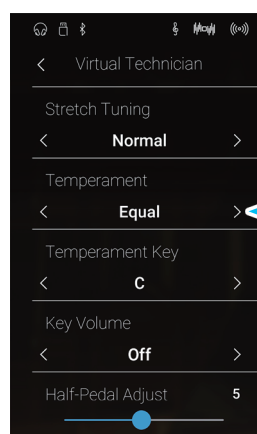 Virtual Technician
Stretch Tuning
Normal
Temperament
Equal
Temperament Key
C
Key Volume
Off
Half-Pedal Adjust 5